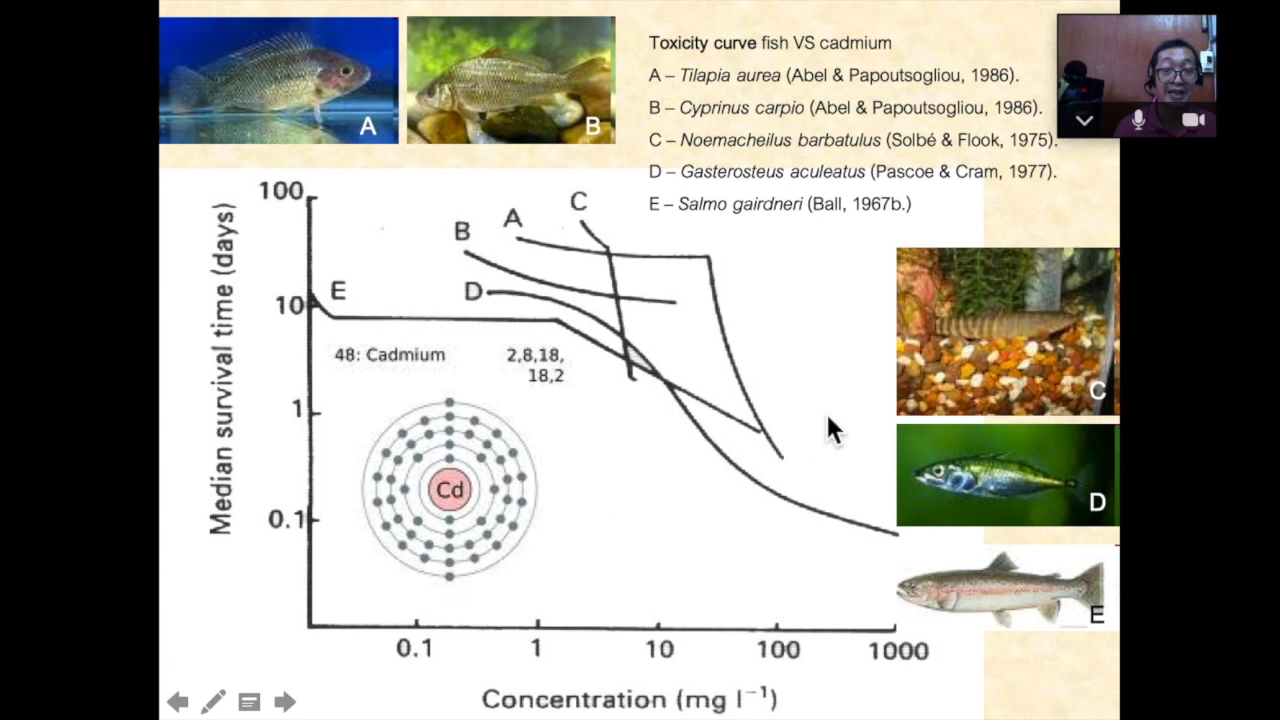 A
B
Toxicity curve fish VS cadmium
A – Tilapia aurea (Abel & Papoutsogliou, 1986).
B – Cyprinus carpio (Abel & Papoutsogliou, 1986).
C – Noemacheilus barbatulus (Solbé & Flook, 1975).
D – Gasterosteus aculeatus (Pascoe & Cram, 1977).
E – Salmo gairdneri (Ball, 1967b.)
Median survival time (days)
100
10
1
0.1
C
A
B
D
E
48: Cadmium
2,8,18,
18,2
Cd
C
D
E
0.1 1 10 100 1000
Concentration (mg l⁻¹)